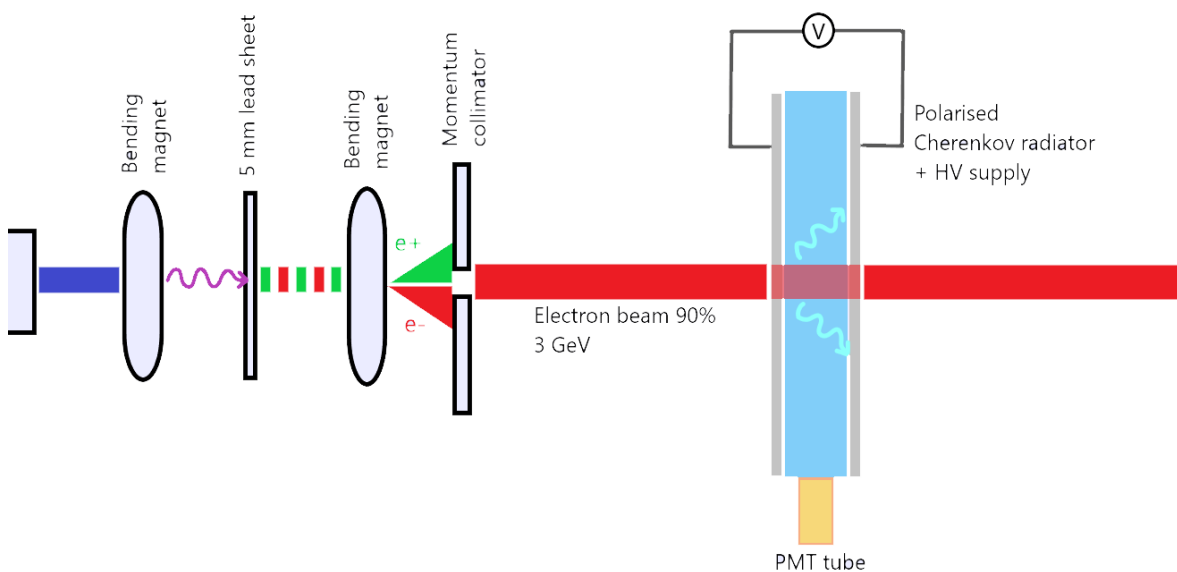 Bending
magnet
5 mm lead sheet
Bending
magnet
Momentum
collimator
e+
e-
Electron beam 90%
3 GeV
V
Polarised
Cherenkov radiator
+ HV supply
PMT tube